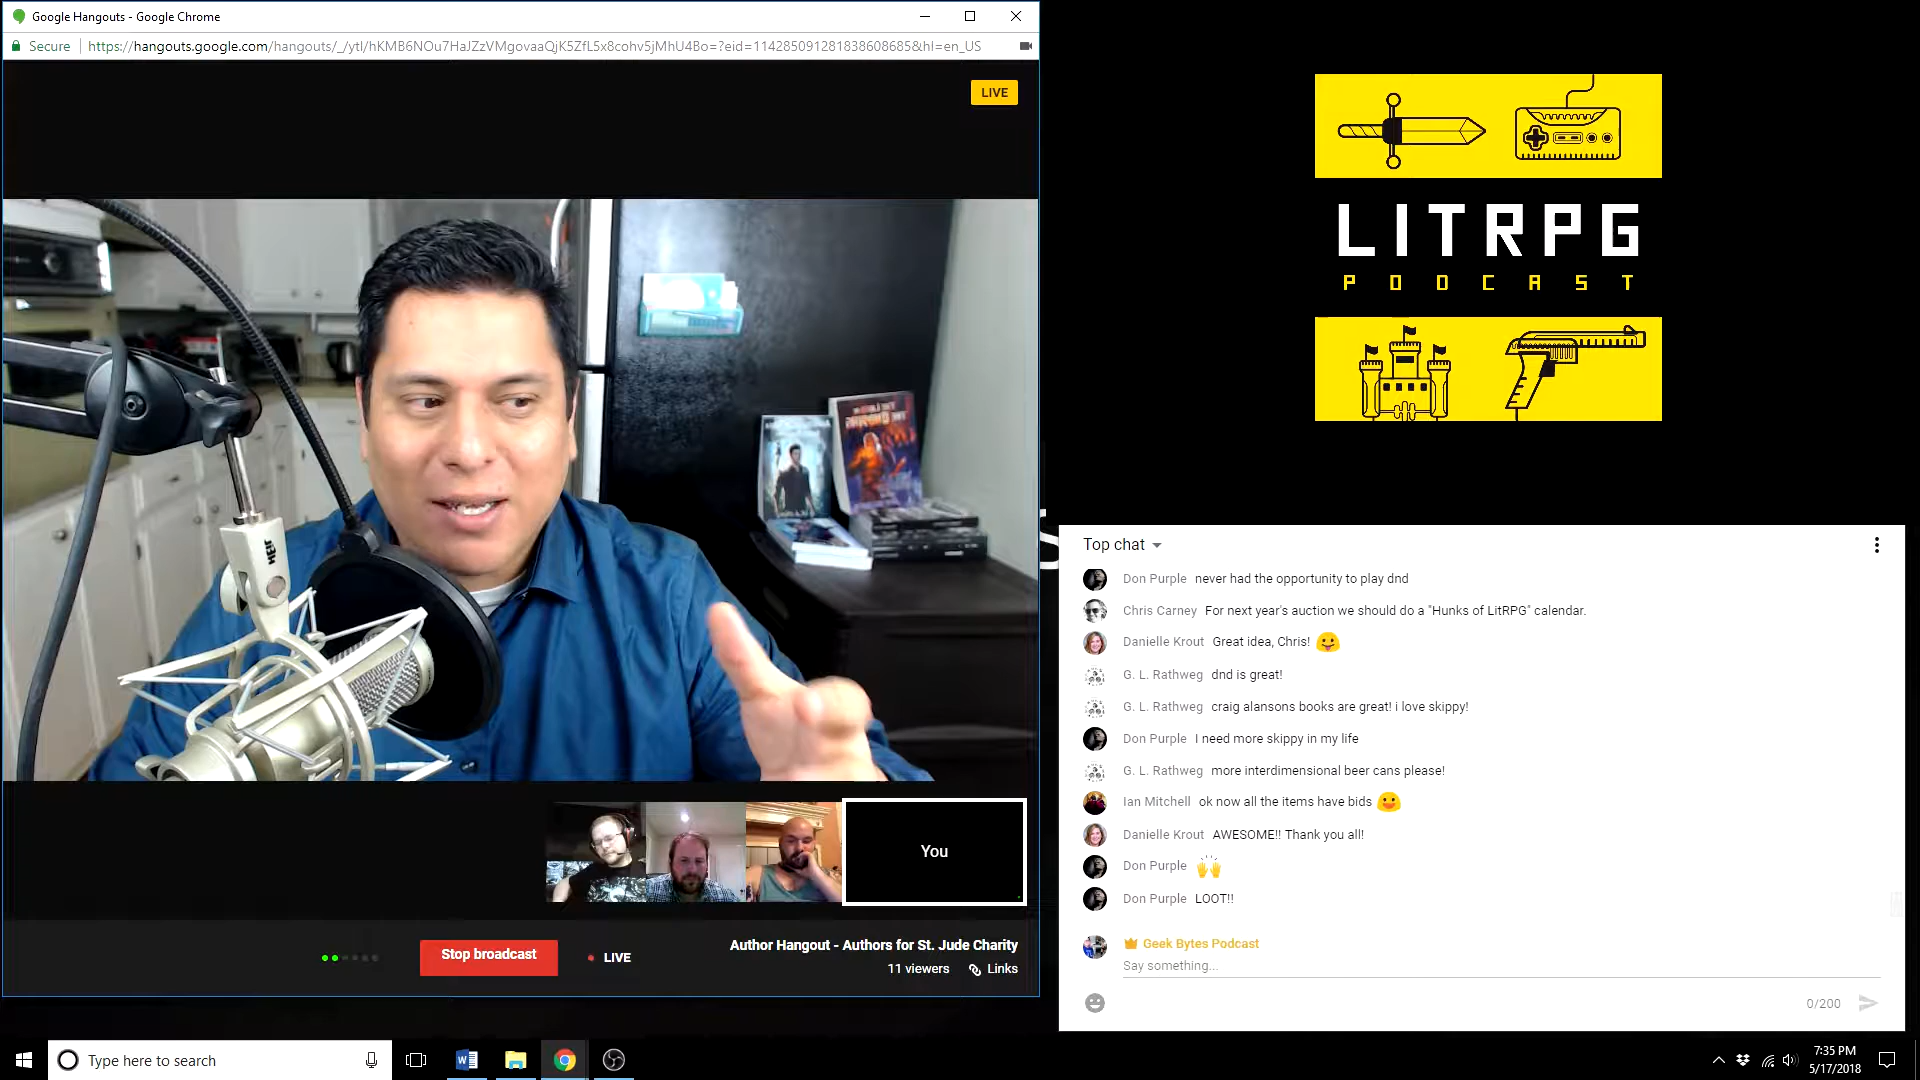 Google Hangouts - Google Chrome
Secure
https://hangouts.google.com/hangouts/_/ytl/hKMB6NOu7HaJZzVMgovaaQjK5ZfL5x8cohv5jMhU4Bo=?eid=114285091281838608685&hl=en_US
LIVE
LITRPG
PODCAST
HEIL
Top chat
Don Purple never had the opportunity to play dnd
Chris Carney For next year's auction we should do a "Hunks of LitRPG" calendar.
Danielle Krout Great idea, Chris!
G. L. Rathweg dnd is great!
G. L. Rathweg craig alansons books are great! i love skippy!
Don Purple I need more skippy in my life
G. L. Rathweg more interdimensional beer cans please!
Ian Mitchell ok now all the items have bids
Danielle Krout AWESOME!! Thank you all!
Don Purple
Don Purple LOOT!!
Geek Bytes Podcast
Say something...
0/200
You
Stop broadcast
LIVE
Author Hangout - Authors for St. Jude Charity
11 viewers
Links
Type here to search
7:35 PM
5/17/2018